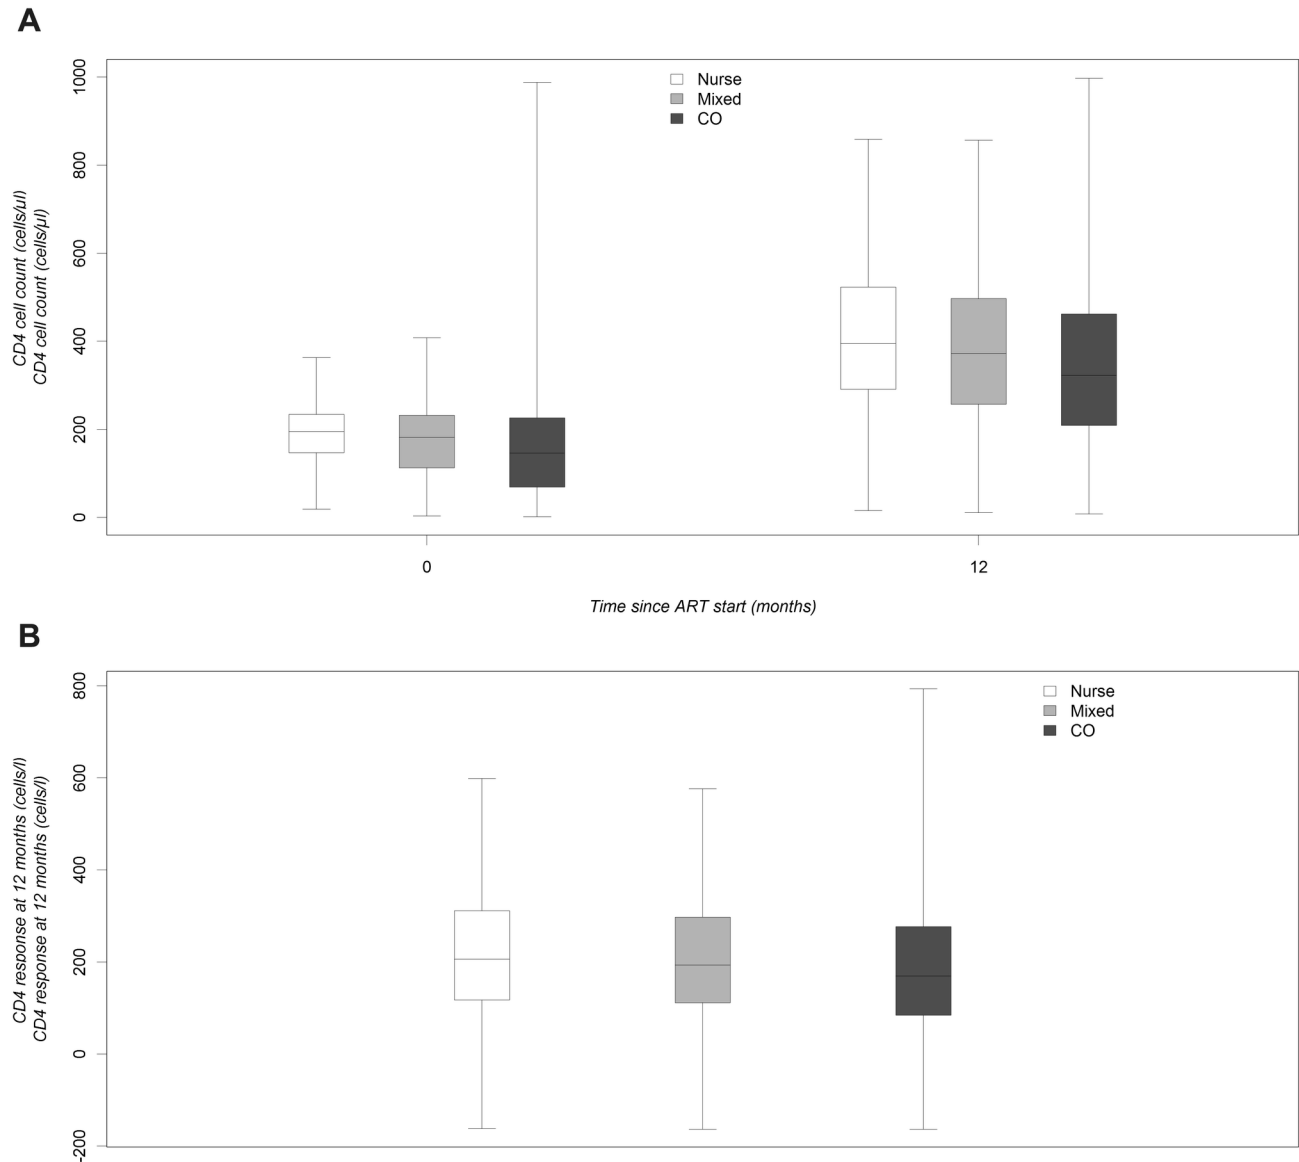 A
1000
800
600
400
200
0
CD4 cell count (cells/ul)
CD4 cell count (cells/µl)
Nurse
Mixed
CO
0
12
Time since ART start (months)
B
800
600
400
200
0
-200
CD4 response at 12 months (cells/l)
CD4 response at 12 months (cells/l)
Nurse
Mixed
CO